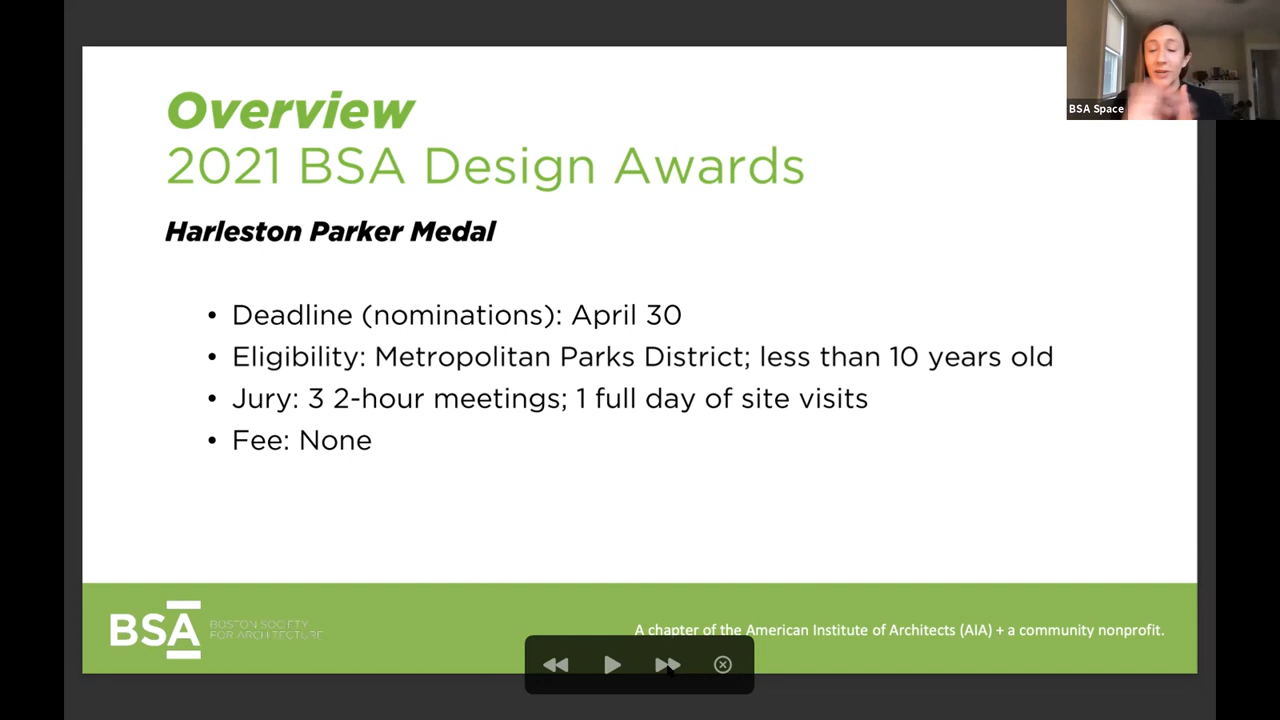 Overview
2021 BSA Design Awards
Harleston Parker Medal
• Deadline (nominations): April 30
• Eligibility: Metropolitan Parks District; less than 10 years old
• Jury: 3 2-hour meetings; 1 full day of site visits
• Fee: None
BSA Space
BSA
BOSTON SOCIETY
FOR ARCHITECTURE
A chapter of the American Institute of Architects (AIA) + a community nonprofit.